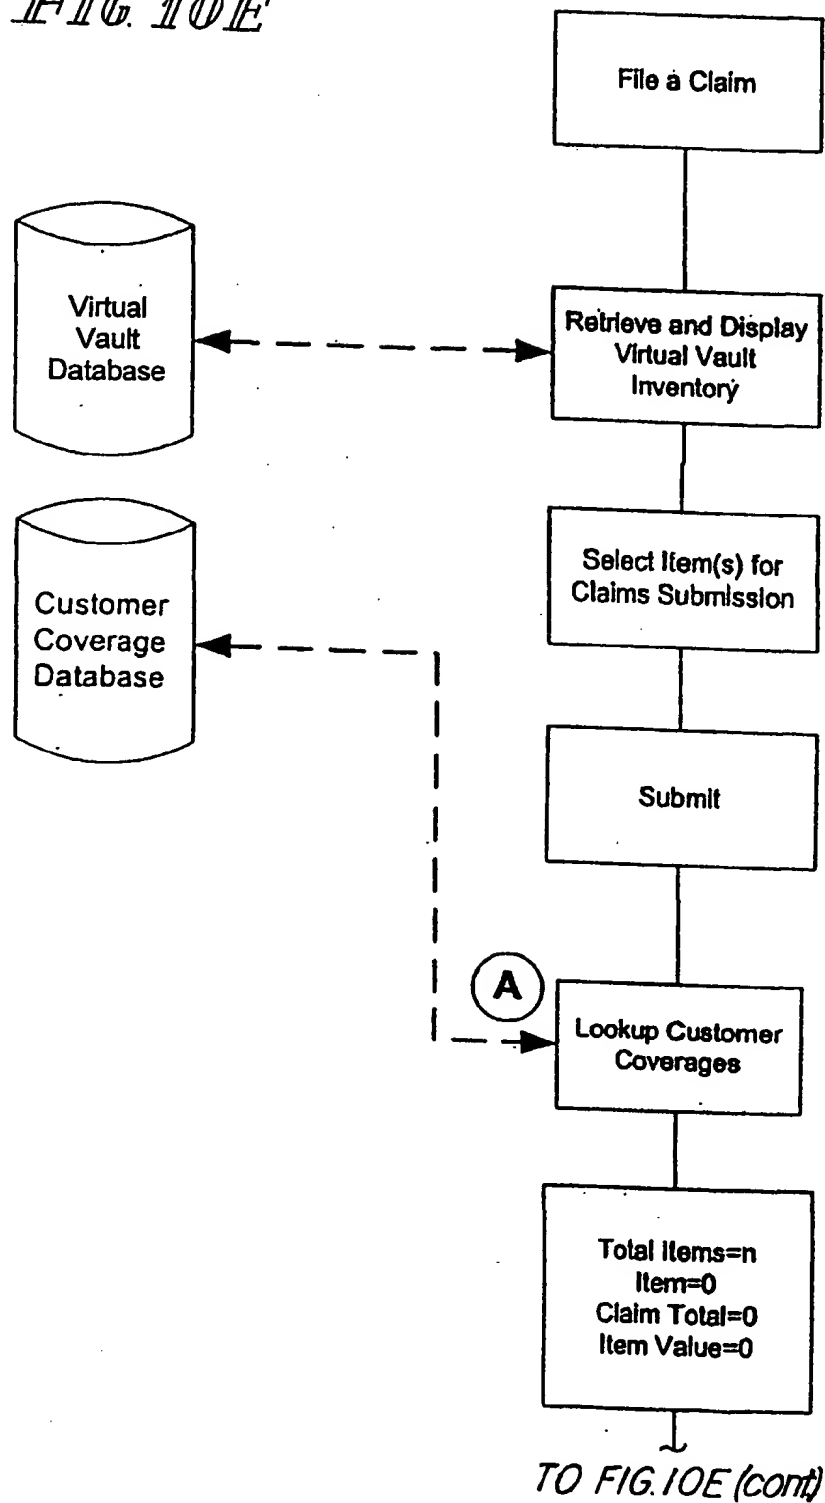 FIG. 10E
File a Claim
Virtual
Vault
Database
Retrieve and Display
Virtual Vault
Inventory
Customer
Coverage
Database
Select Item(s) for
Claims Submission
Submit
A
Lookup Customer
Coverages
Total Items=n
Item=0
Claim Total=0
Item Value=0
TO FIG.10E (cont)